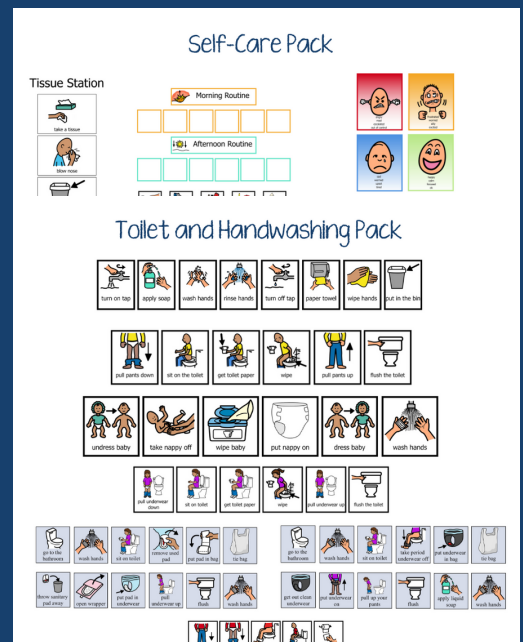 Self-Care Pack
Tissue Station
take a tissue
blow nose
Morning Routine
Afternoon Routine
Toilet and Handwashing Pack
turn on tap
apply soap
wash hands
rinse hands
turn off tap
paper towel
wipe hands
put in the bin
pull pants down
sit on the toilet
get toilet paper
wipe
pull pants up
flush the toilet
undress baby
take nappy off
wipe baby
put nappy on
dress baby
wash hands
pull underwear
down
sit on toilet
get toilet paper
wipe
pull underwear up
flush the toilet
go to the
bathroom
wash hands
sit on toilet
remove used
pad
put pad in bag
tie bag
throw sanitary
pad away
open wrapper
put pad in
underwear
pull
underwear up
flush
wash hands
go to the
bathroom
wash hands
sit on toilet
take period
underwear off
put underwear
in bag
tie bag
get out clean
underwear
put underwear
on
pull up your
pants
flush
apply liquid
soap
wash hands